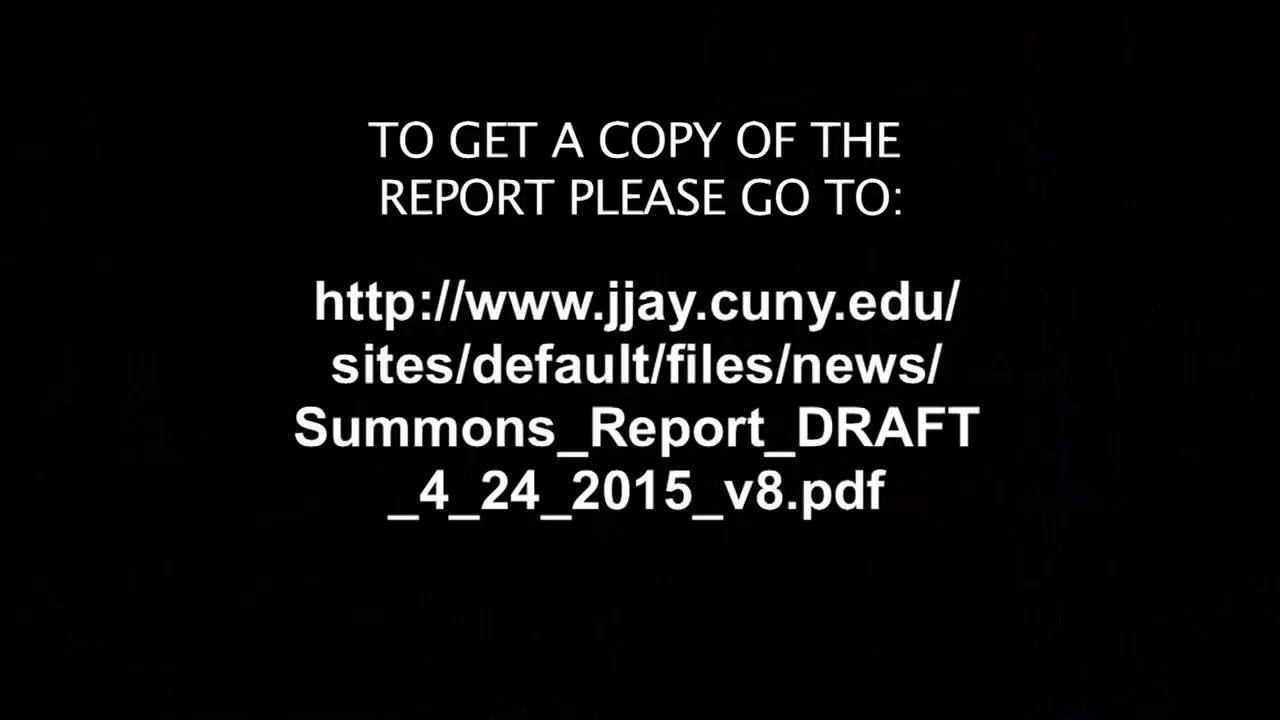 TO GET A COPY OF THE
REPORT PLEASE GO TO:
http://www.jjay.cuny.edu/
sites/default/files/news/
Summons_Report_DRAFT
_4_24_2015_v8.pdf